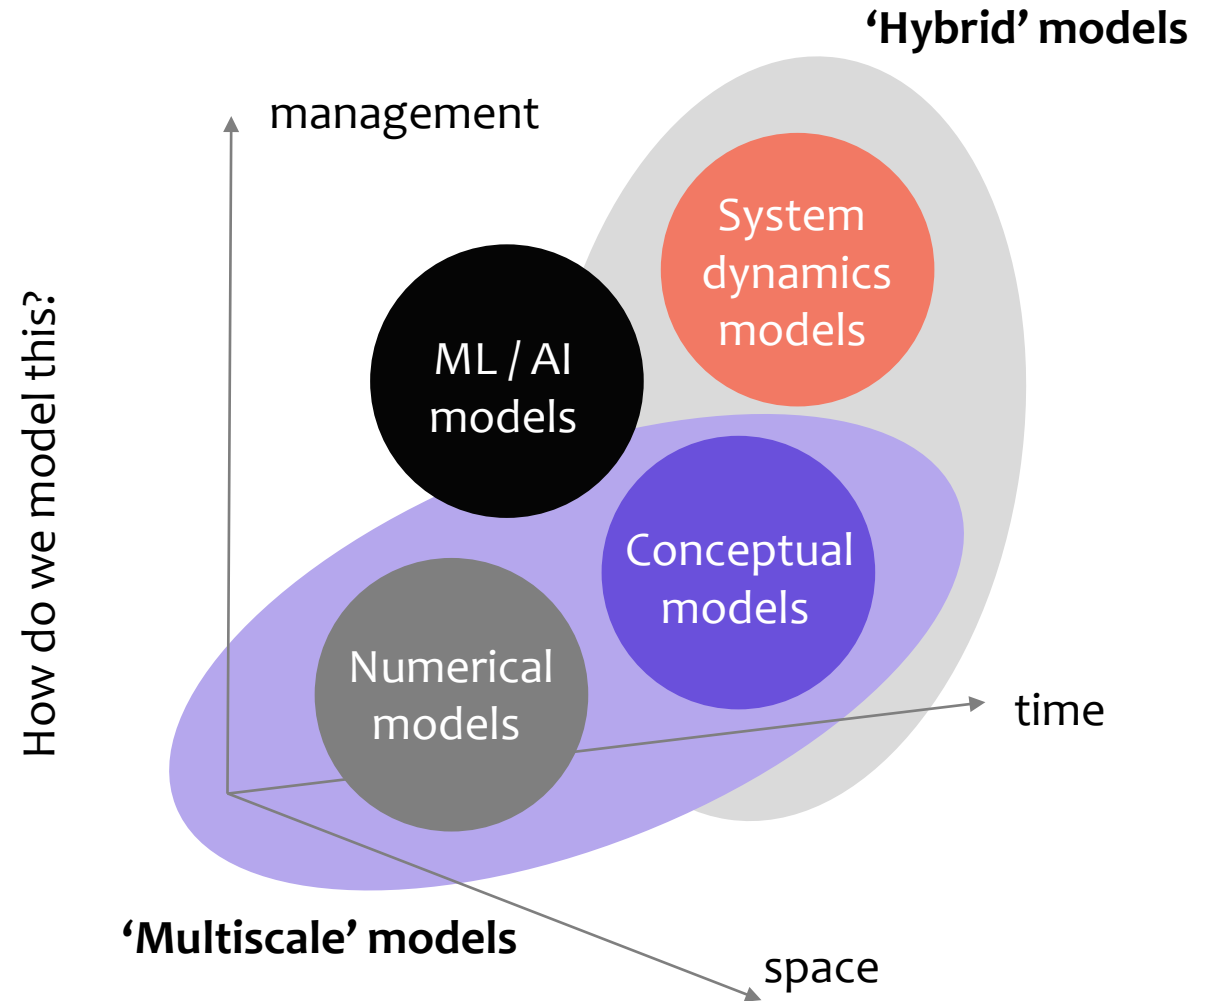 ‘Hybrid’ models
management
System
dynamics
models
ML / AI
models
How do we model this?
Conceptual
models
Numerical
models
time
‘Multiscale’ models
space